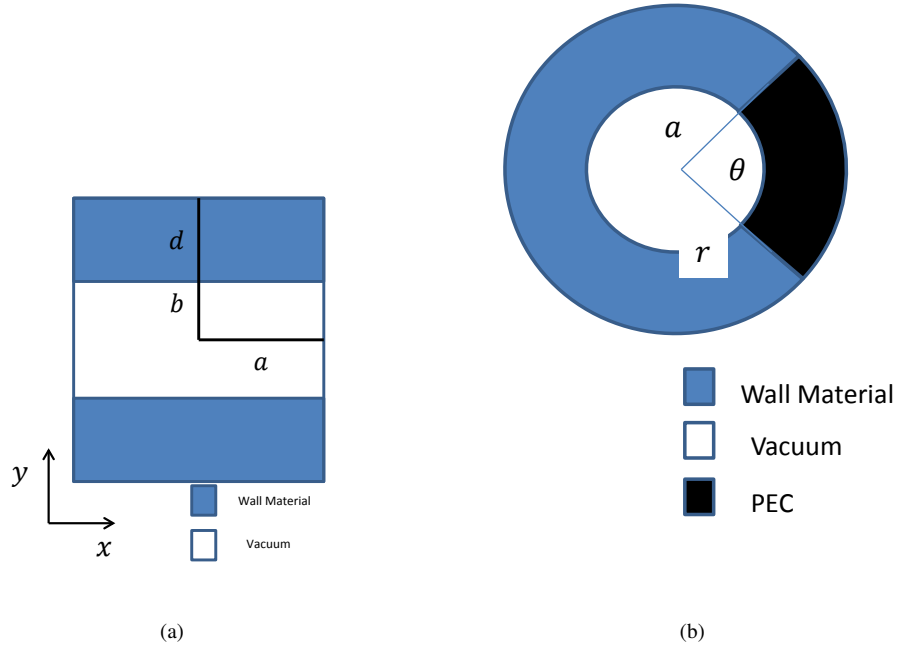 d
b
a
y
x
Wall Material
Vacuum
(a)
a
θ
r
Wall Material
Vacuum
PEC
(b)